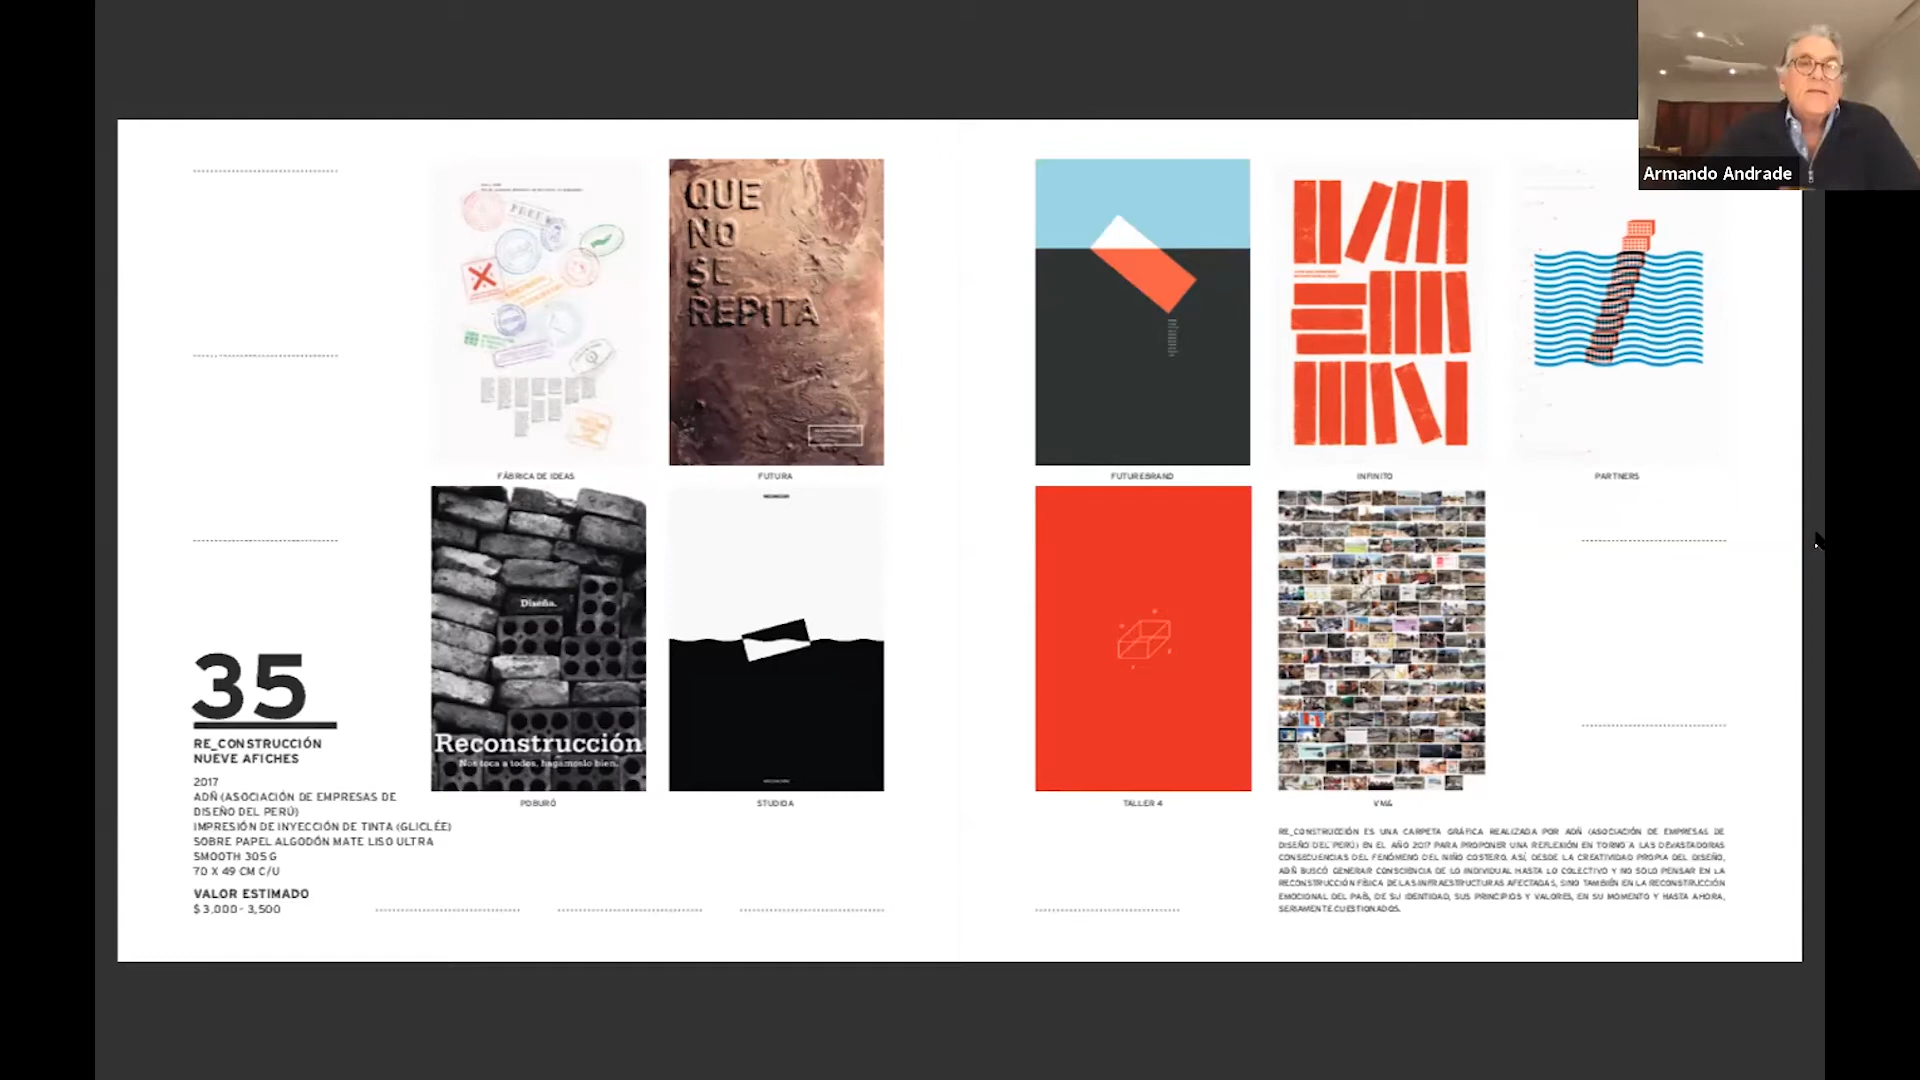 Armando Andrade
FREE
QUE
NO
SE
REPITA
FÁBRICA DE IDEAS
FUTURA
FUTUREBRAND
INFINITO
PARTNERS
Diseña.
Reconstrucción
Nos toca a todos, hagámoslo bien.
POBURÓ
STUDIOA
TALLER 4
VM&
35
RE_CONSTRUCCIÓN
NUEVE AFICHES
2017
ADÑ (ASOCIACIÓN DE EMPRESAS DE
DISEÑO DEL PERÚ)
IMPRESIÓN DE INYECCIÓN DE TINTA (GLICLÉE)
SOBRE PAPEL ALGODÓN MATE LISO ULTRA
SMOOTH 305 G
70 X 49 CM C/U
VALOR ESTIMADO
$ 3,000 - 3,500
RE_CONSTRUCCIÓN ES UNA CARPETA GRÁFICA REALIZADA POR ADÑ (ASOCIACIÓN DE EMPRESAS DE
DISEÑO DEL PERÚ) EN EL AÑO 2017 PARA PROPONER UNA REFLEXIÓN EN TORNO A LAS DEVASTADORAS
CONSECUENCIAS DEL FENÓMENO DEL NIÑO COSTERO. ASÍ, DESDE LA CREATIVIDAD PROPIA DEL DISEÑO,
ADÑ BUSCÓ GENERAR CONSCIENCIA DE LO INDIVIDUAL HASTA LO COLECTIVO Y NO SOLO PENSAR EN LA
RECONSTRUCCIÓN FÍSICA DE LAS INFRAESTRUCTURAS AFECTADAS, SINO TAMBIÉN EN LA RECONSTRUCCIÓN
EMOCIONAL DEL PAÍS, DE SU IDENTIDAD, SUS PRINCIPIOS Y VALORES, EN SU MOMENTO Y HASTA AHORA,
SERIAMENTE CUESTIONADOS.